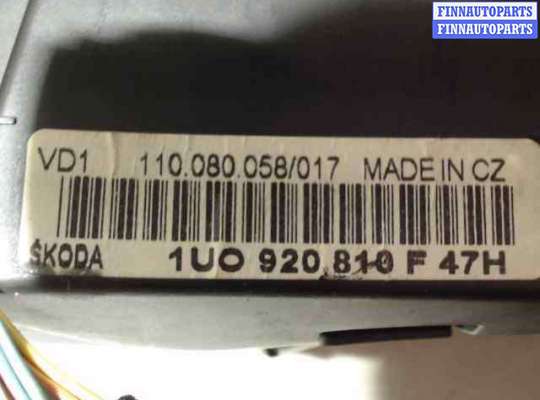 FINNAUTOPARTS
FINNAUTOPARTS
VD1 110.080.058/017 MADE IN CZ
ŠKODA 1U0 920 810 F 47H